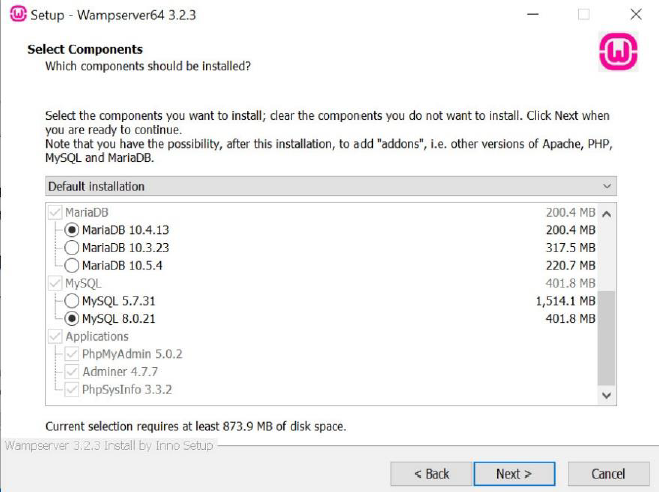 Setup - Wampserver64 3.2.3
Select Components
Which components should be installed?
Select the components you want to install; clear the components you do not want to install. Click Next when
you are ready to continue.
Note that you have the possibility, after this installation, to add "addons", i.e. other versions of Apache, PHP,
MySQL and MariaDB.
Default installation
MariaDB 200.4 MB
MariaDB 10.4.13 200.4 MB
MariaDB 10.3.23 317.5 MB
MariaDB 10.5.4 220.7 MB
MySQL 401.8 MB
MySQL 5.7.31 1,514.1 MB
MySQL 8.0.21 401.8 MB
Applications
PhpMyAdmin 5.0.2
Adminer 4.7.7
PhpSysInfo 3.3.2
Current selection requires at least 873.9 MB of disk space.
Wampserver 3.2.3 Install by Inno Setup
< Back Next > Cancel